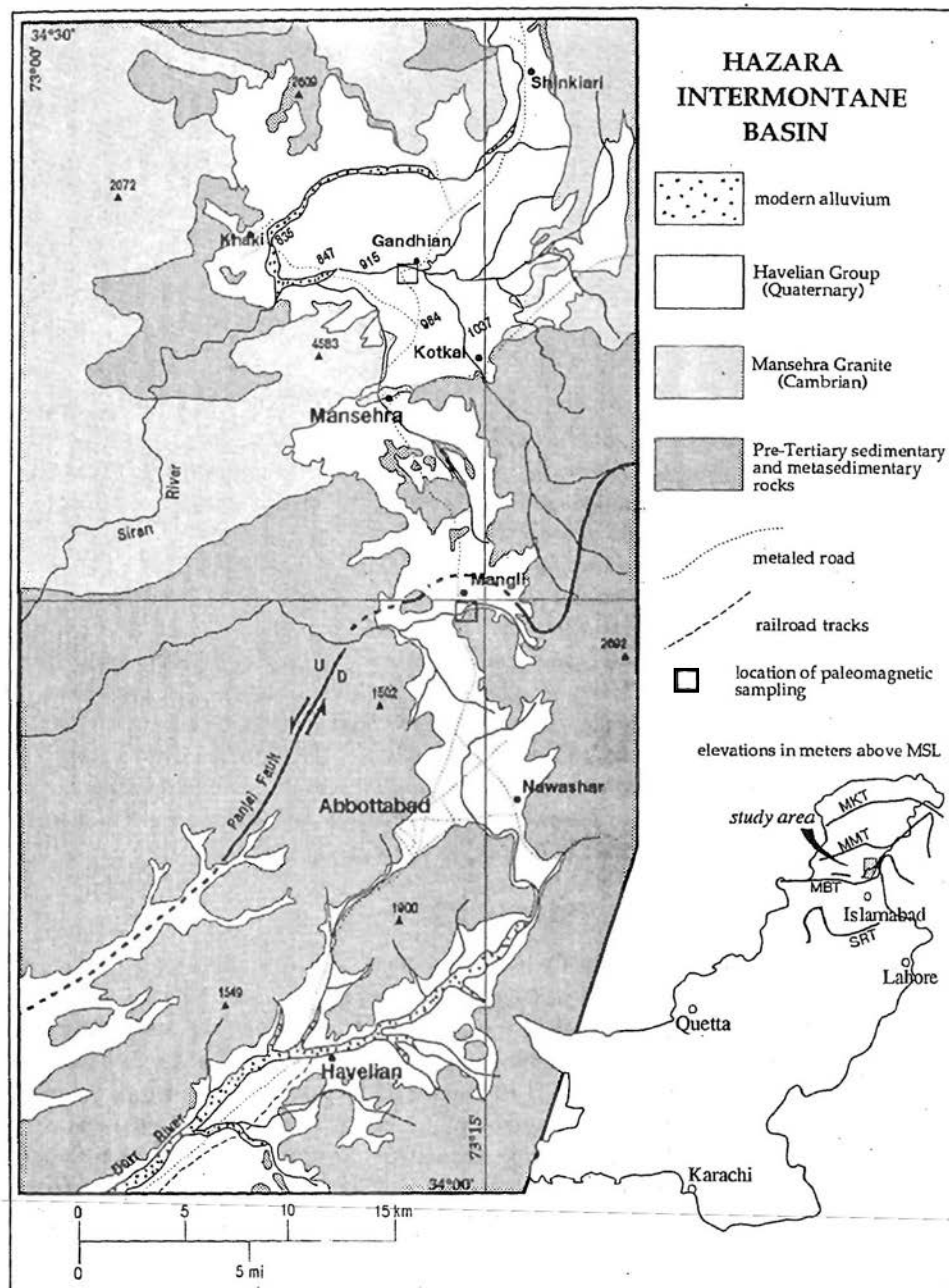 34°30'
73°00'
2609
Shinkiari
2072
Khaki
835
847
915
Gandhian
984
1037
4583
Kotkai
Mansehra
Siran River
Mangli
2692
U
D
1502
Panjal Fault
Abbottabad
Nawashar
1900
1549
Havelian
Dorr River
73°15'
34°00'
0 5 10 15 km
0 5 mi
HAZARA
INTERMONTANE
BASIN
modern alluvium
Havelian Group
(Quaternary)
Mansehra Granite
(Cambrian)
Pre-Tertiary sedimentary
and metasedimentary
rocks
metaled road
railroad tracks
location of paleomagnetic
sampling
elevations in meters above MSL
study area
MKT
MMT
MBT
Islamabad
SRT
Lahore
Quetta
Karachi